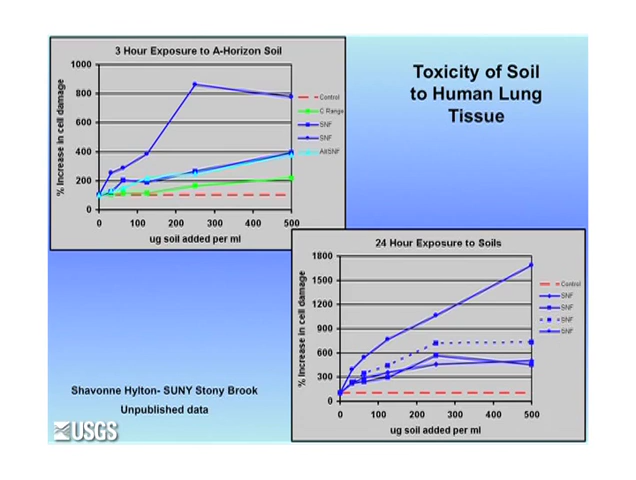 3 Hour Exposure to A-Horizon Soil
% Increase in cell damage
1000
800
600
400
200
0
0 100 200 300 400 500
ug soil added per ml
Control
C Range
SNF
SNF
AllSNF
Toxicity of Soil
to Human Lung
Tissue
24 Hour Exposure to Soils
% Increase in cell damage
1800
1500
1200
900
600
300
0
0 100 200 300 400 500
ug soil added per ml
Control
SNF
SNF
SNF
SNF
Shavonne Hylton- SUNY Stony Brook
Unpublished data
USGS